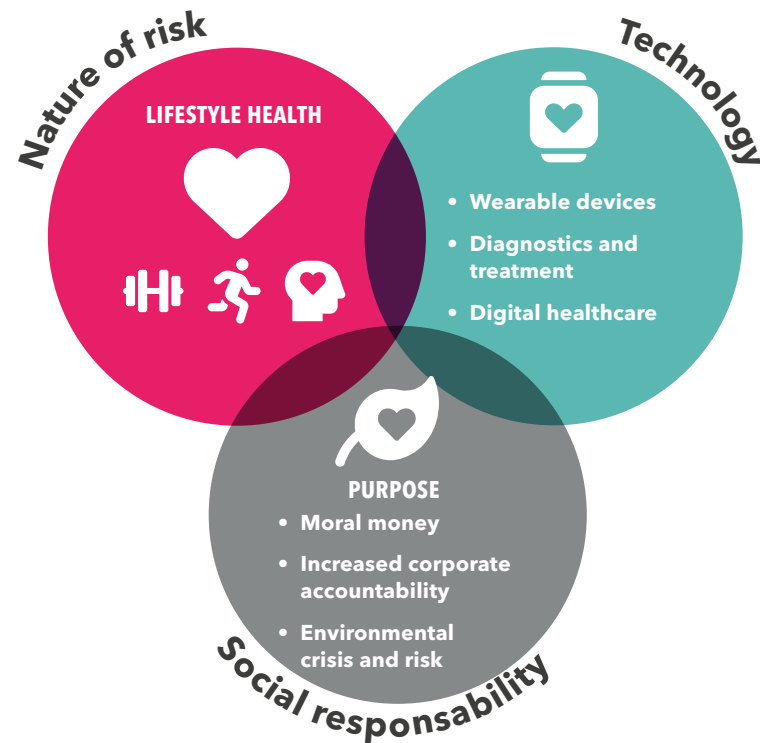 Nature of risk
LIFESTYLE HEALTH
Technology
• Wearable devices
• Diagnostics and
treatment
• Digital healthcare
PURPOSE
• Moral money
• Increased corporate
accountability
• Environmental
crisis and risk
Social responsability